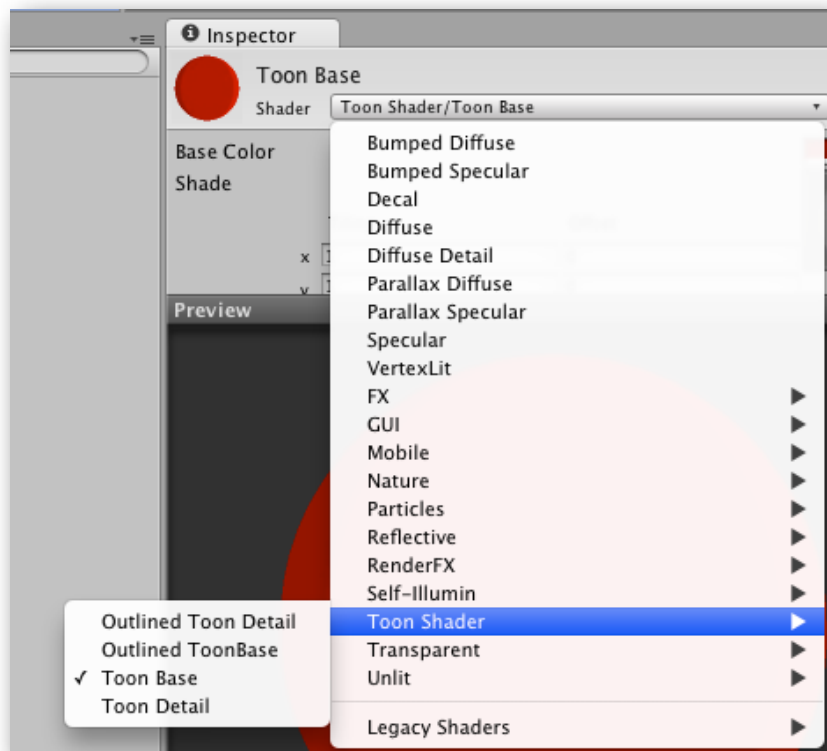 Inspector
Toon Base
Shader Toon Shader/Toon Base
Base Color
Shade
x
y
Preview
Bumped Diffuse
Bumped Specular
Decal
Diffuse
Diffuse Detail
Parallax Diffuse
Parallax Specular
Specular
VertexLit
FX
GUI
Mobile
Nature
Particles
Reflective
RenderFX
Self-Illumin
Toon Shader
Transparent
Unlit
Legacy Shaders
Outlined Toon Detail
Outlined ToonBase
✓ Toon Base
Toon Detail